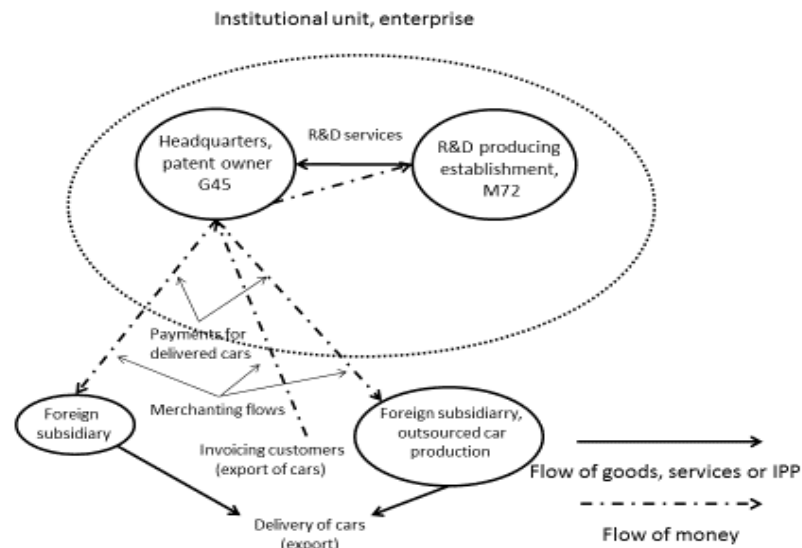 Institutional unit, enterprise
Headquarters,
patent owner
G45
R&D services
R&D producing
establishment,
M72
Payments for
delivered cars
Merchanting flows
Foreign
subsidiary
Invoicing customers
(export of cars)
Foreign subsidiarry,
outsourced car
production
Delivery of cars
(export)
Flow of goods, services or IPP
Flow of money